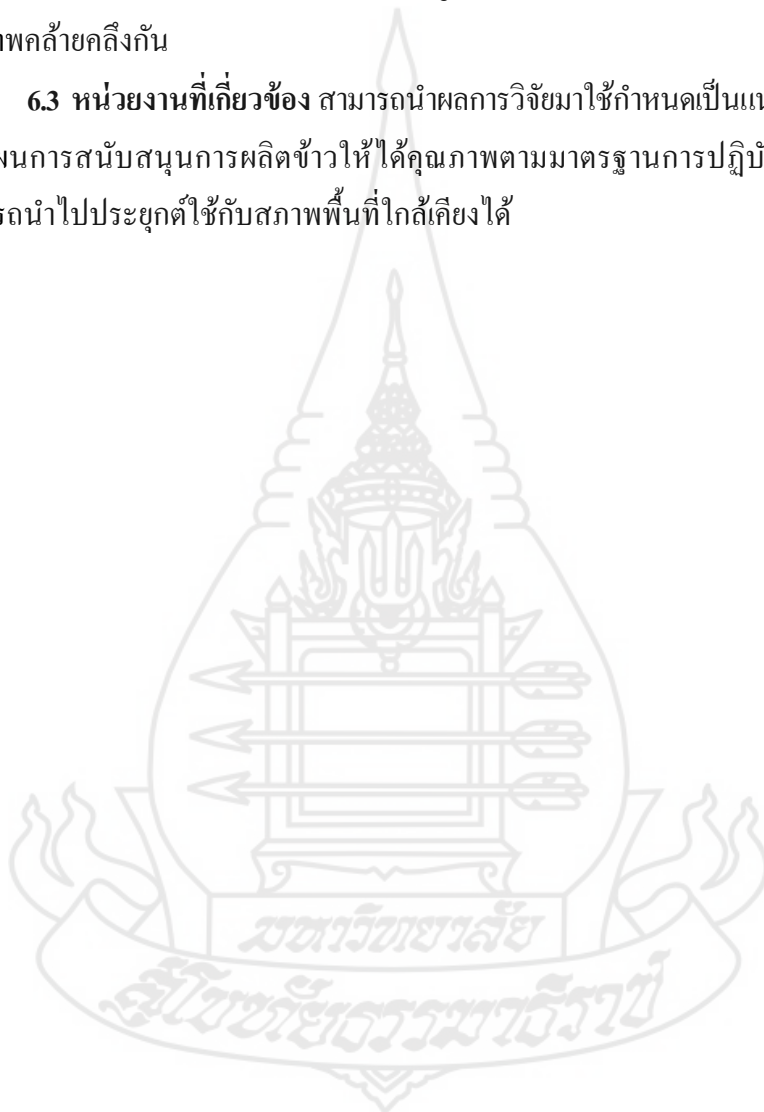 าพคล้ายคลึงกัน
6.3 หน่วยงานที่เกี่ยวข้อง สามารถนำผลการวิจัยมาใช้กำหนดเป็นแน
ผนการสนับสนุนการผลิตข้าวให้ได้คุณภาพตามมาตรฐานการปฏิบั
รถนำไปประยุกต์ใช้กับสภาพพื้นที่ใกล้เคียงได้
มหาวิทยาลัย
สุโขทัยธรรมาธิราช